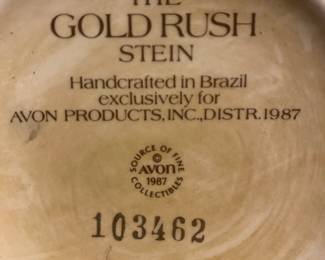 THE
GOLD RUSH
STEIN
Handcrafted in Brazil
exclusively for
AVON PRODUCTS, INC., DISTR. 1987
SOURCE OF FINE
©
AVON
1987
COLLECTIBLES
103462